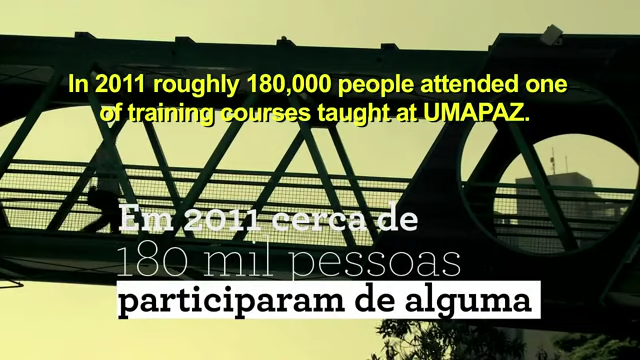 In 2011 roughly 180,000 people attended one
of training courses taught at UMAPAZ.
Em 2011 cerca de
180 mil pessoas
participaram de alguma